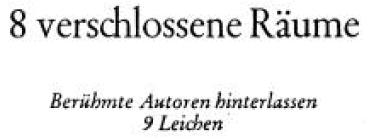 8 verschlossene Räume
Berühmte Autoren hinterlassen
9 Leichen